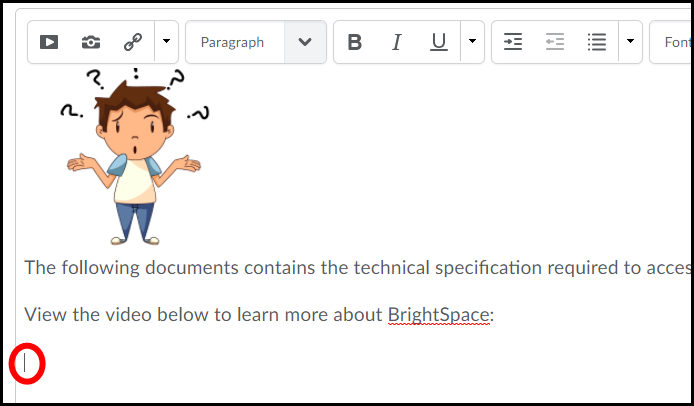 Paragraph B I U Font
? : ?
?. .?
The following documents contains the technical specification required to acces
View the video below to learn more about BrightSpace: